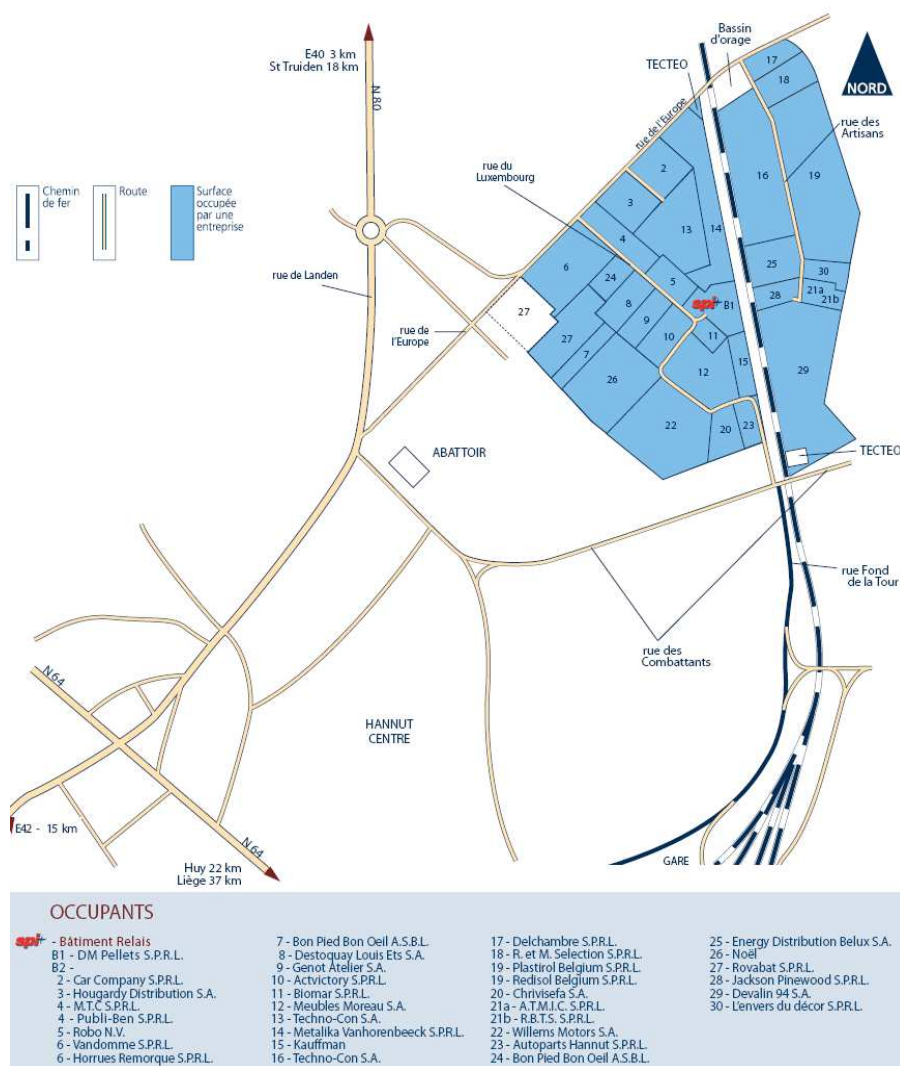 Bassin
d'orage
E40 3 km
St Truiden 18 km
TECTEO
17
18
NORD
N 80
rue de l'Europe
rue des
Artisans
rue du
Luxembourg
2
16
19
Chemin
de fer
Route
Surface
occupée
par une
entreprise
3
13
14
4
25
30
rue de Landen
6
24
5
28
21a
21b
spi+ B1
8
27
9
11
rue de
l'Europe
27
10
7
15
12
29
26
22
20
23
ABATTOIR
TECTEO
rue Fond
de la Tour
rue des
Combattants
N 64
HANNUT
CENTRE
E42 - 15 km
N 64
Huy 22 km
Liège 37 km
GARE
OCCUPANTS
spi+ - Bâtiment Relais
B1 - DM Pellets S.P.R.L.
B2 -
2 - Car Company S.P.R.L.
3 - Hougardy Distribution S.A.
4 - M.T.C S.P.R.L.
4 - Publi-Ben S.P.R.L.
5 - Robo N.V.
6 - Vandomme S.P.R.L.
6 - Horrues Remorque S.P.R.L.
7 - Bon Pied Bon Oeil A.S.B.L.
8 - Destoquay Louis Ets S.A.
9 - Genot Atelier S.A.
10 - Actvictory S.P.R.L.
11 - Biomar S.P.R.L.
12 - Meubles Moreau S.A.
13 - Techno-Con S.A.
14 - Metalika Vanhorenbeeck S.P.R.L.
15 - Kauffman
16 - Techno-Con S.A.
17 - Delchambre S.P.R.L.
18 - R. et M. Selection S.P.R.L.
19 - Plastirol Belgium S.P.R.L.
19 - Redisol Belgium S.P.R.L.
20 - Chrivisefa S.A.
21a - A.T.M.I.C. S.P.R.L.
21b - R.B.T.S. S.P.R.L.
22 - Willems Motors S.A.
23 - Autoparts Hannut S.P.R.L.
24 - Bon Pied Bon Oeil A.S.B.L.
25 - Energy Distribution Belux S.A.
26 - Noël
27 - Rovabat S.P.R.L.
28 - Jackson Pinewood S.P.R.L.
29 - Devalin 94 S.A.
30 - L'envers du décor S.P.R.L.